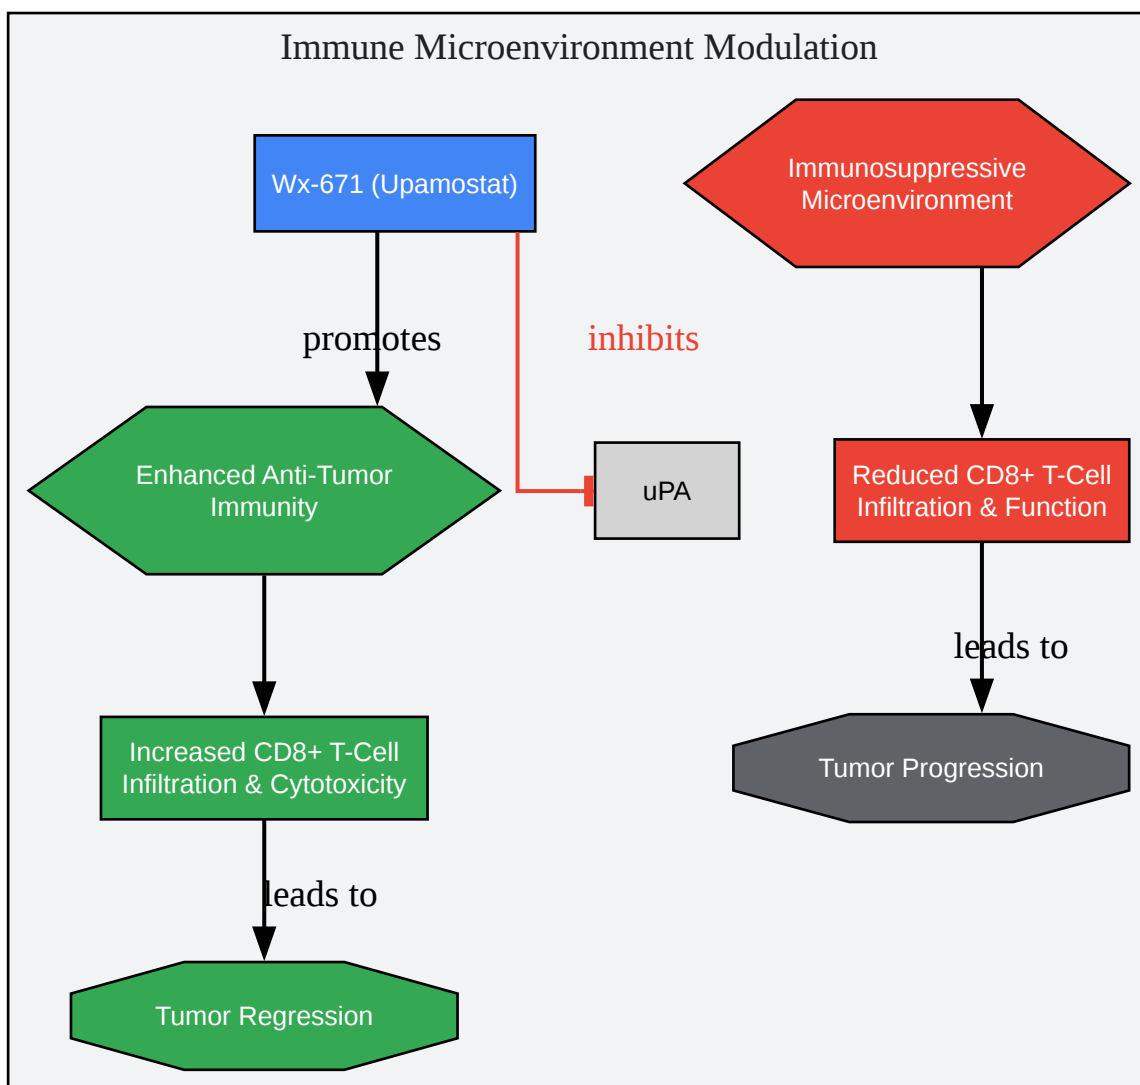 Immune Microenvironment Modulation
Wx-671 (Upamostat)
Immunosuppressive
Microenvironment
promotes
inhibits
Enhanced Anti-Tumor
Immunity
uPA
Reduced CD8+ T-Cell
Infiltration & Function
leads to
Increased CD8+ T-Cell
Infiltration & Cytotoxicity
Tumor Progression
leads to
Tumor Regression